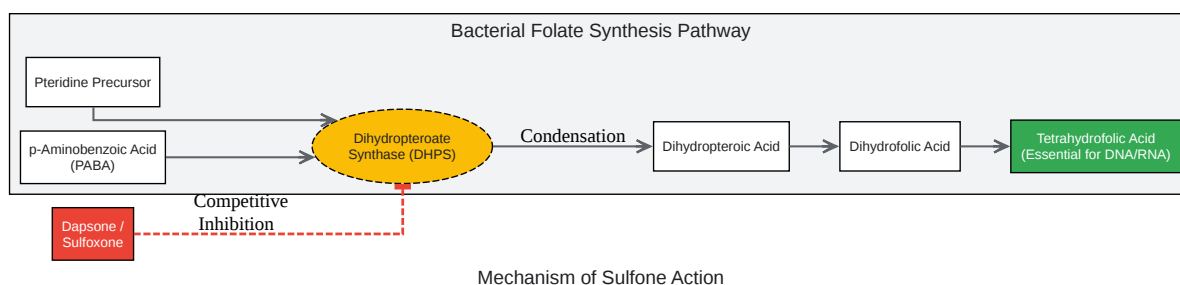 Bacterial Folate Synthesis Pathway
Pteridine Precursor
p-Aminobenzoic Acid
(PABA)
Dihydropteroate
Synthase (DHPS)
Condensation
Dihydropteroic Acid
Dihydrofolic Acid
Tetrahydrofolic Acid
(Essential for DNA/RNA)
Dapsone /
Sulfoxone
Competitive
Inhibition
Mechanism of Sulfone Action